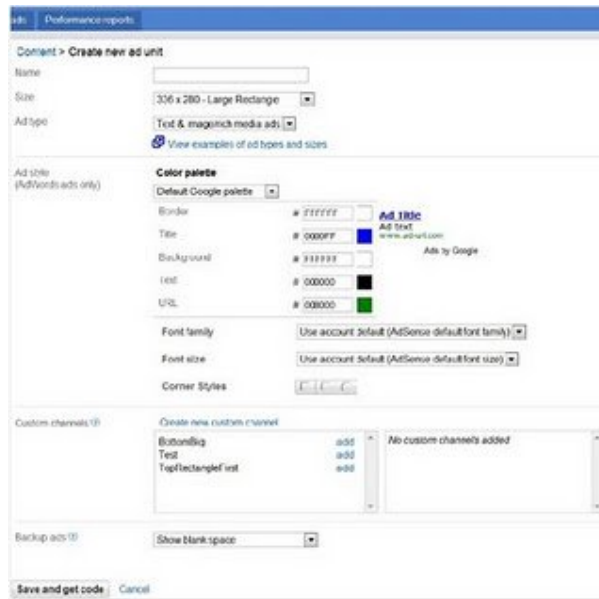 ads Performance reports
Content > Create new ad unit
Name
Size 336 x 280 - Large Rectangle
Ad type Text & image/rich media ads
View examples of ad types and sizes
Ad style Color palette
(AdWords ads only) Default Google palette
Border # FFFFFF Ad Title
Ad text
Title # 0000FF www.ad-url.com
Ads by Google
Background # FFFFFF
Text # 000000
URL # 008000
Font family Use account default (AdSense default font family)
Font size Use account default (AdSense default font size)
Corner Styles
Custom channels Create new custom channel
BottomBig add No custom channels added
Test add
TopRectangleFirst add
Backup ads Show blank space
Save and get code Cancel